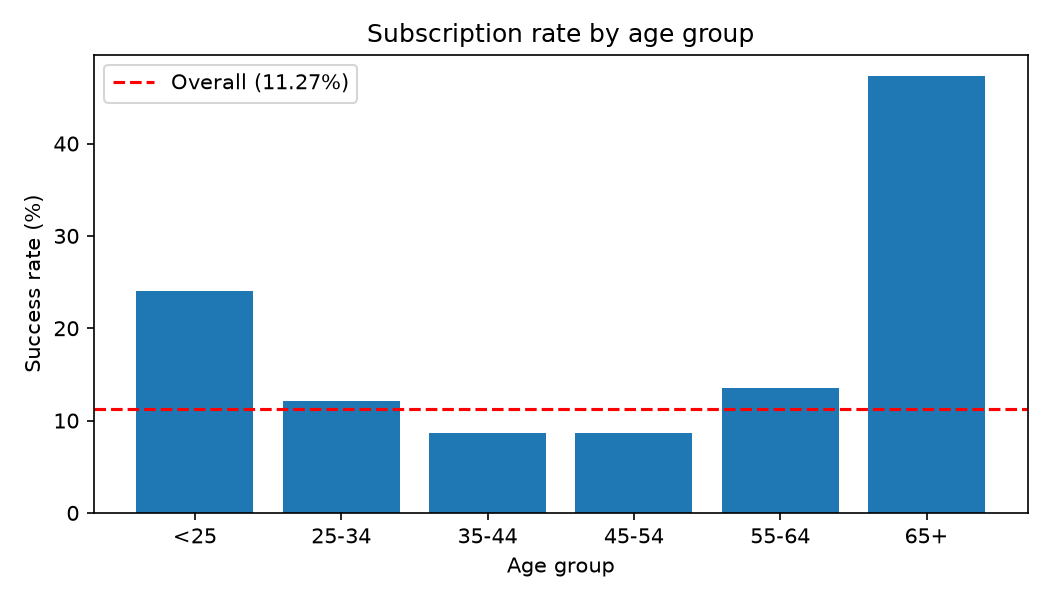 Subscription rate by age group
Overall (11.27%)
Success rate (%)
40
30
20
10
0
<25 25-34 35-44 45-54 55-64 65+
Age group